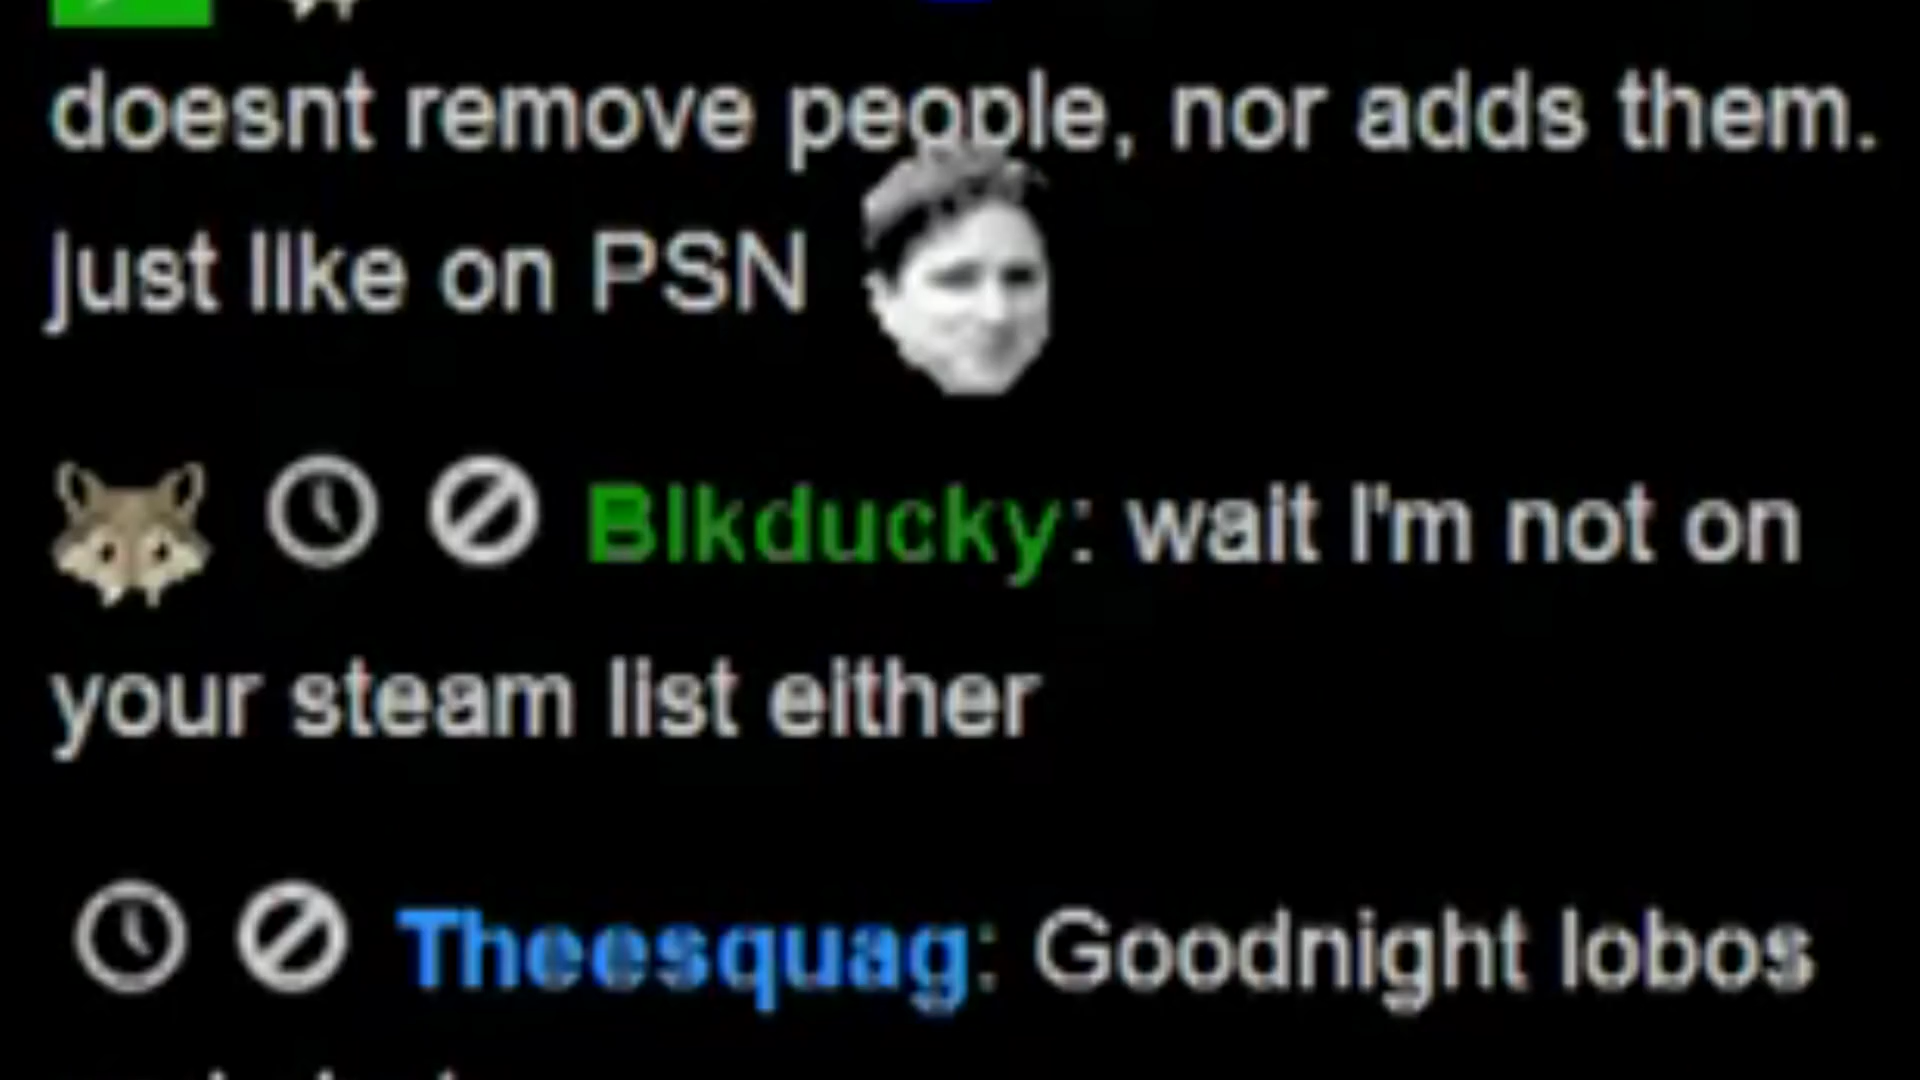 doesnt remove people, nor adds them.
just like on PSN
Blkducky: wait I'm not on
your steam list either
Theesquag: Goodnight lobos